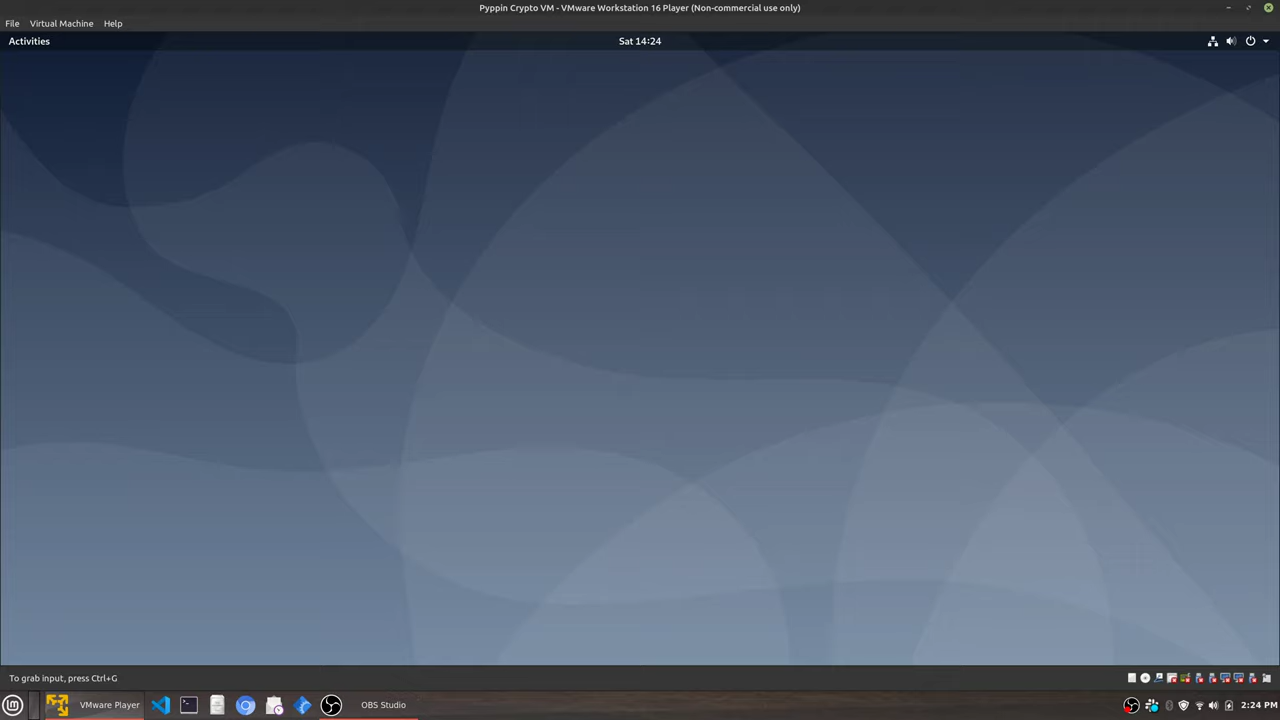 Pyppin Crypto VM - VMware Workstation 16 Player (Non-commercial use only)
File Virtual Machine Help
Activities Sat 14:24
To grab input, press Ctrl+G
VMware Player OBS Studio 2:24 PM